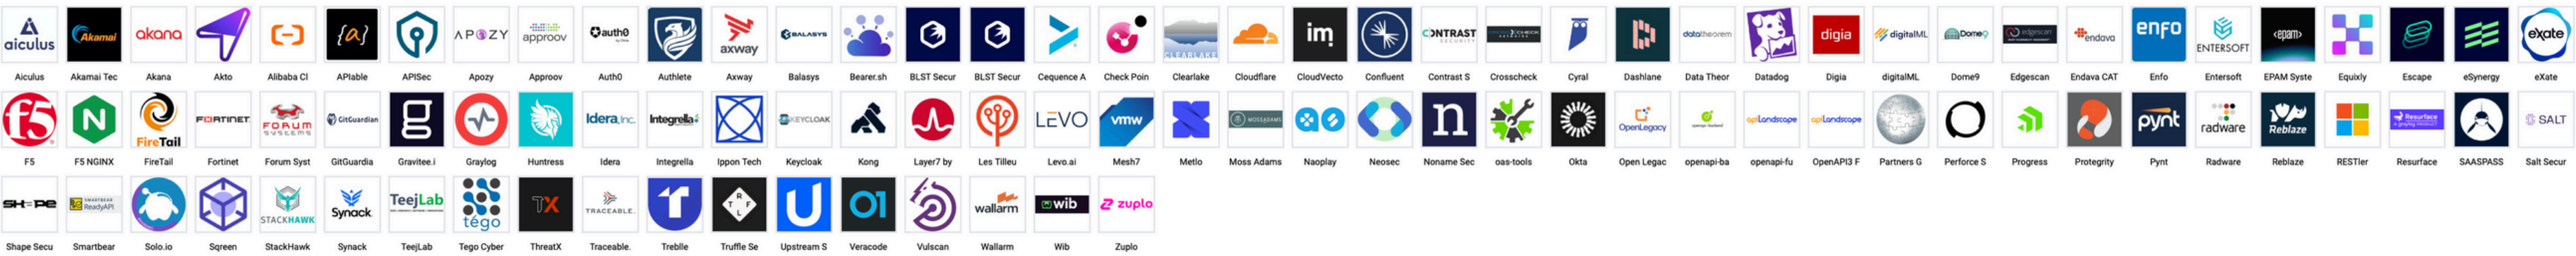 Aiculus Akamai Tec Akana Akto Alibaba Cl APIable APISec Apozy Approov Auth0 Authlete Axway Balasys Bearer.sh BLST Secur BLST Secur Cequence A Check Poin Clearlake Cloudflare CloudVecto Confluent Contrast S Crosscheck Cyral Dashlane Data Theor Datadog Digia digitalML Dome9 Edgescan Endava CAT Enfo Entersoft EPAM Syste Equixly Escape eSynergy eXate
F5 F5 NGINX FireTail Fortinet Forum Syst GitGuardia Gravitee.i Graylog Huntress Idera Integrella Ippon Tech Keycloak Kong Layer7 by Les Tilleu Levo.ai Mesh7 Metlo Moss Adams Naoplay Neosec Noname Sec oas-tools Okta Open Legac openapi-ba openapi-fu OpenAPI3 F Partners G Perforce S Progress Protegrity Pynt Radware Reblaze RESTler Resurface SAASPASS Salt Secur
Shape Secu Smartbear Solo.io Sqreen StackHawk Synack TeejLab Tego Cyber ThreatX Traceable. Treblle Truffle Se Upstream S Veracode Vulscan Wallarm Wib Zuplo